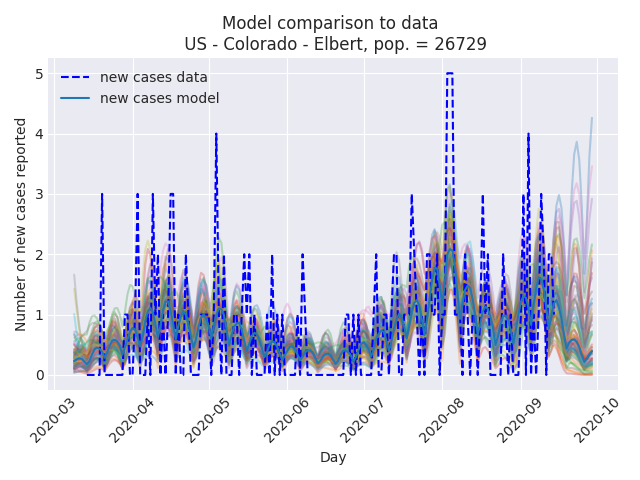 Model comparison to data
US - Colorado - Elbert, pop. = 26729
new cases data
new cases model
Number of new cases reported
5
4
3
2
1
0
2020-03
2020-04
2020-05
2020-06
2020-07
2020-08
2020-09
2020-10
Day